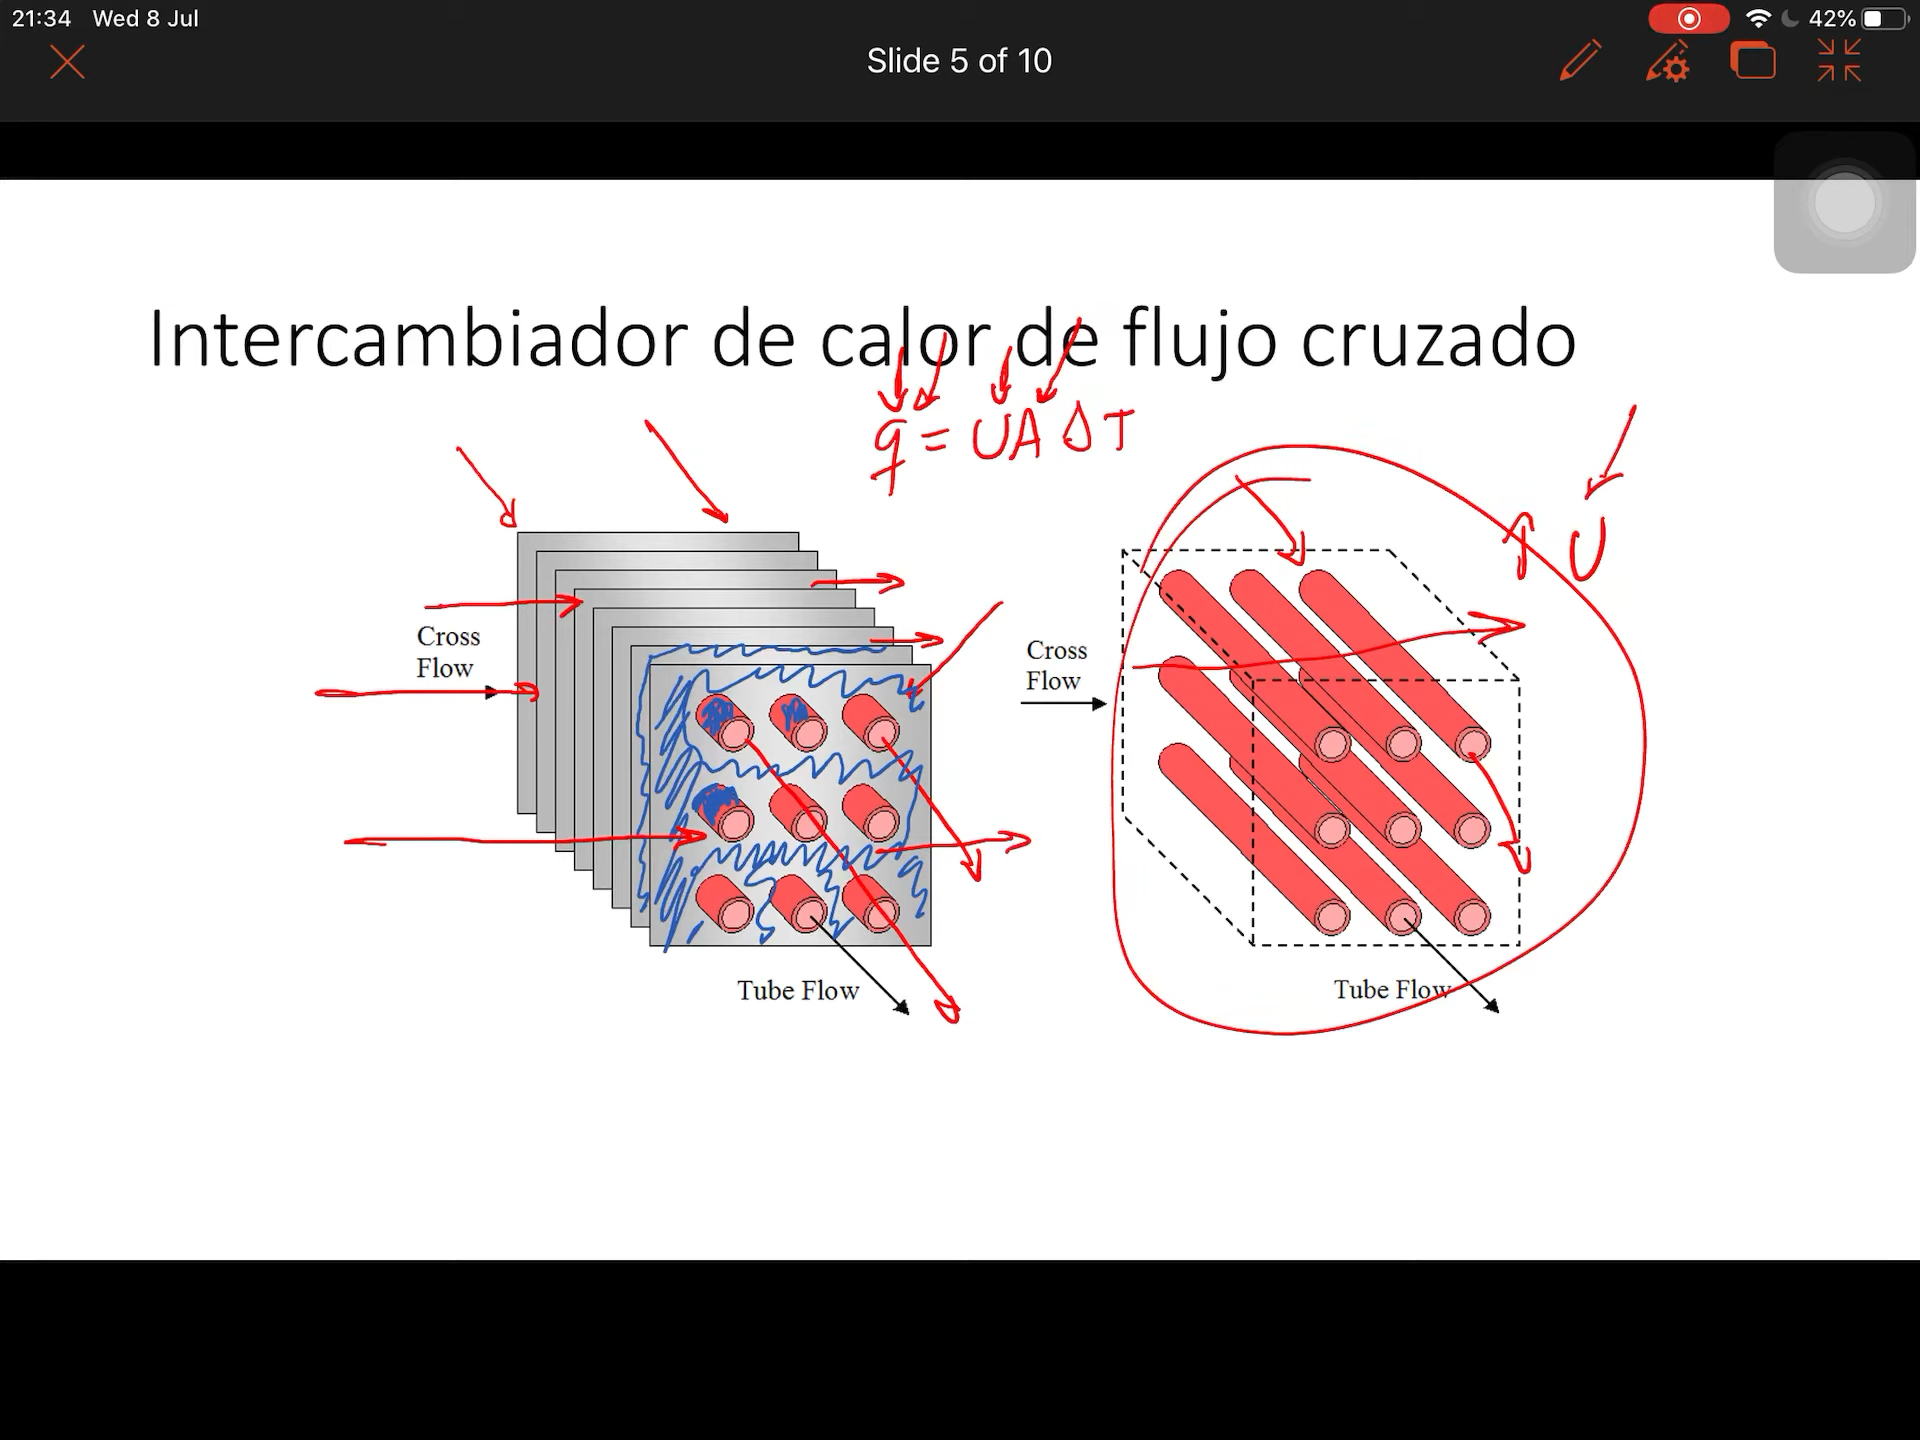 21:34 Wed 8 Jul
42%
Slide 5 of 10
Intercambiador de calor de flujo cruzado
q = UA Δ T
U
Cross
Flow
Cross
Flow
Tube Flow
Tube Flow